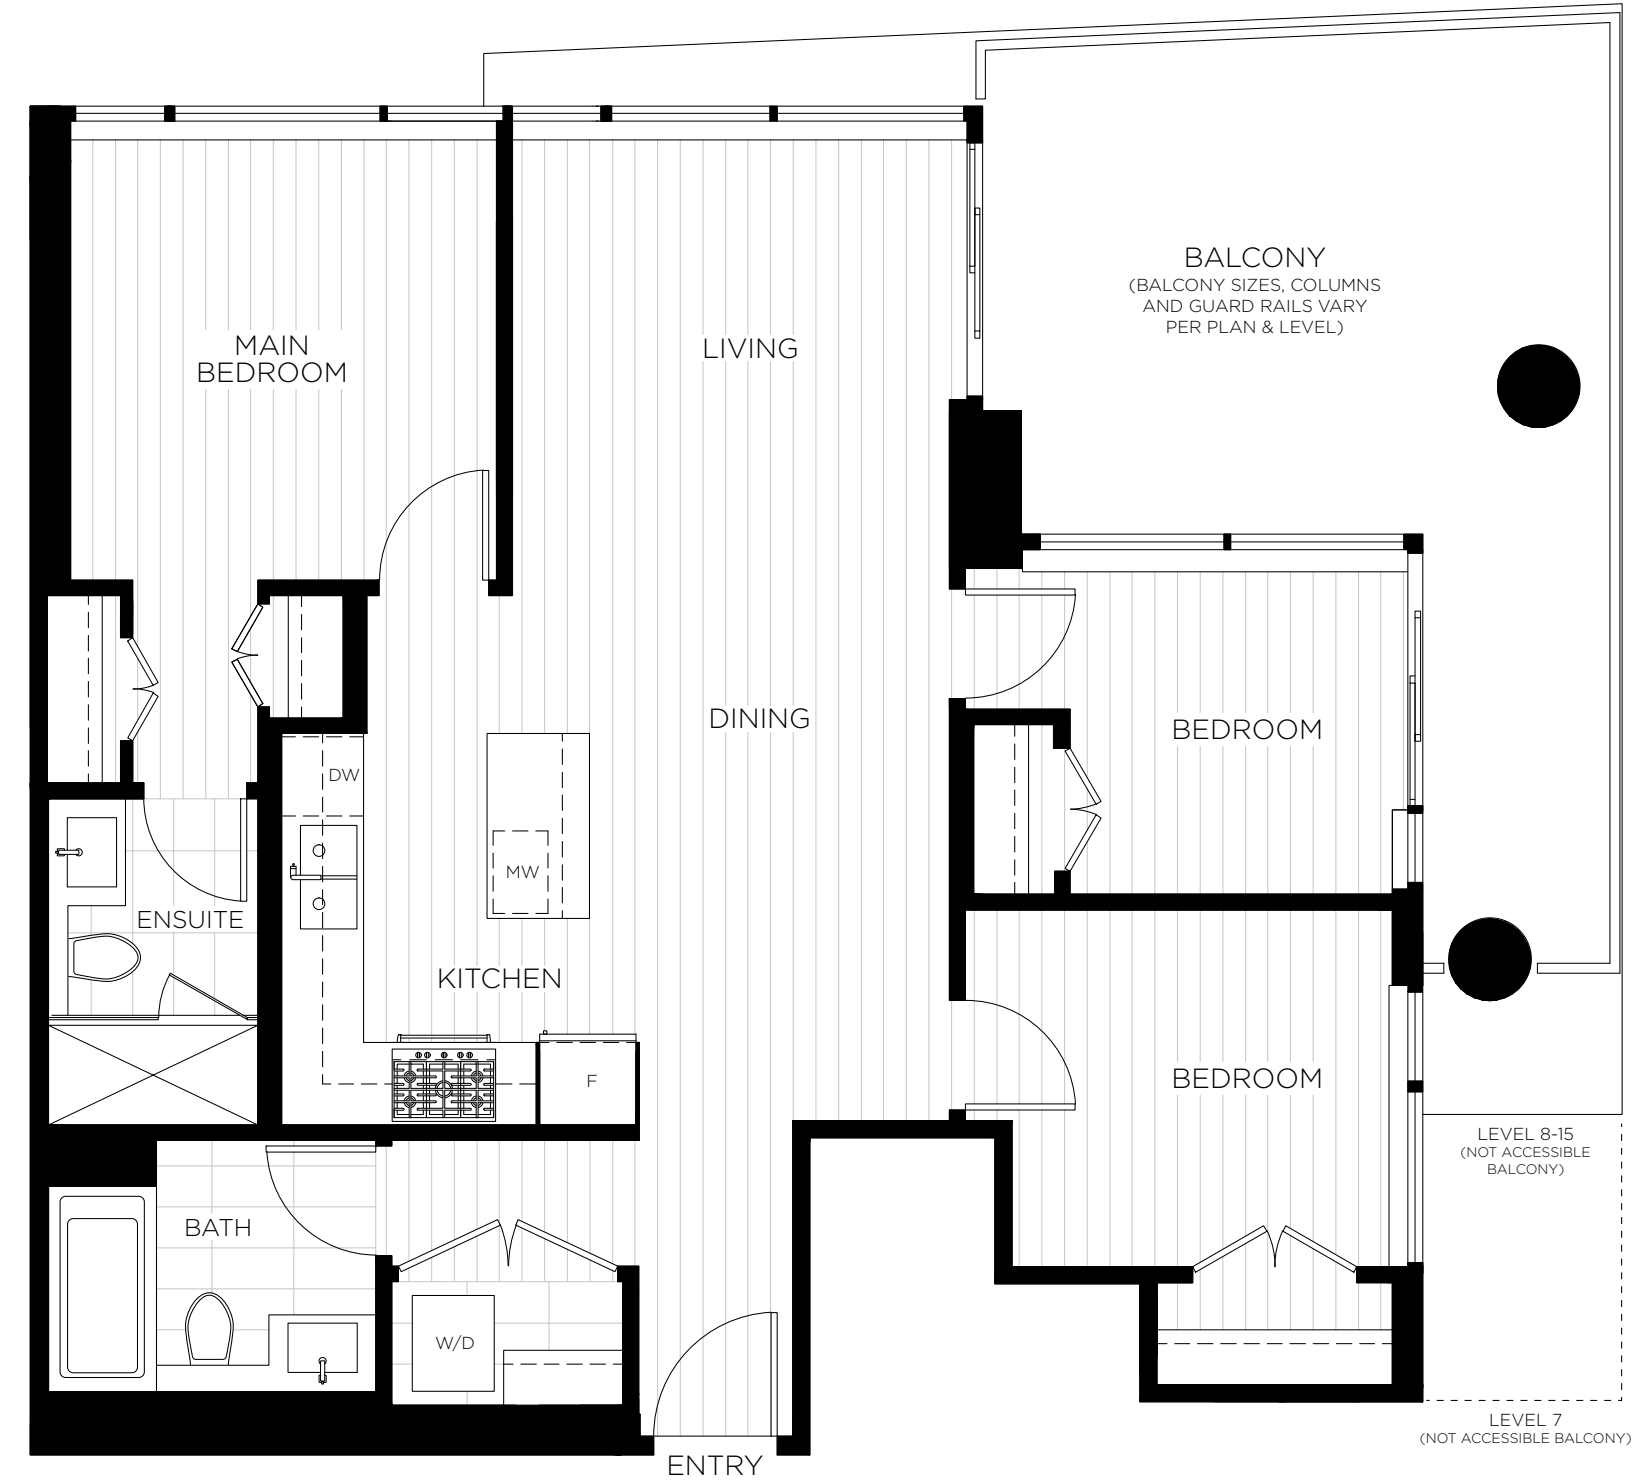 BALCONY
(BALCONY SIZES, COLUMNS
AND GUARD RAILS VARY
PER PLAN & LEVEL)
MAIN
BEDROOM
LIVING
DINING
BEDROOM
DW
MW
ENSUITE
KITCHEN
F
BEDROOM
LEVEL 8-15
(NOT ACCESSIBLE
BALCONY)
BATH
W/D
LEVEL 7
(NOT ACCESSIBLE BALCONY)
ENTRY